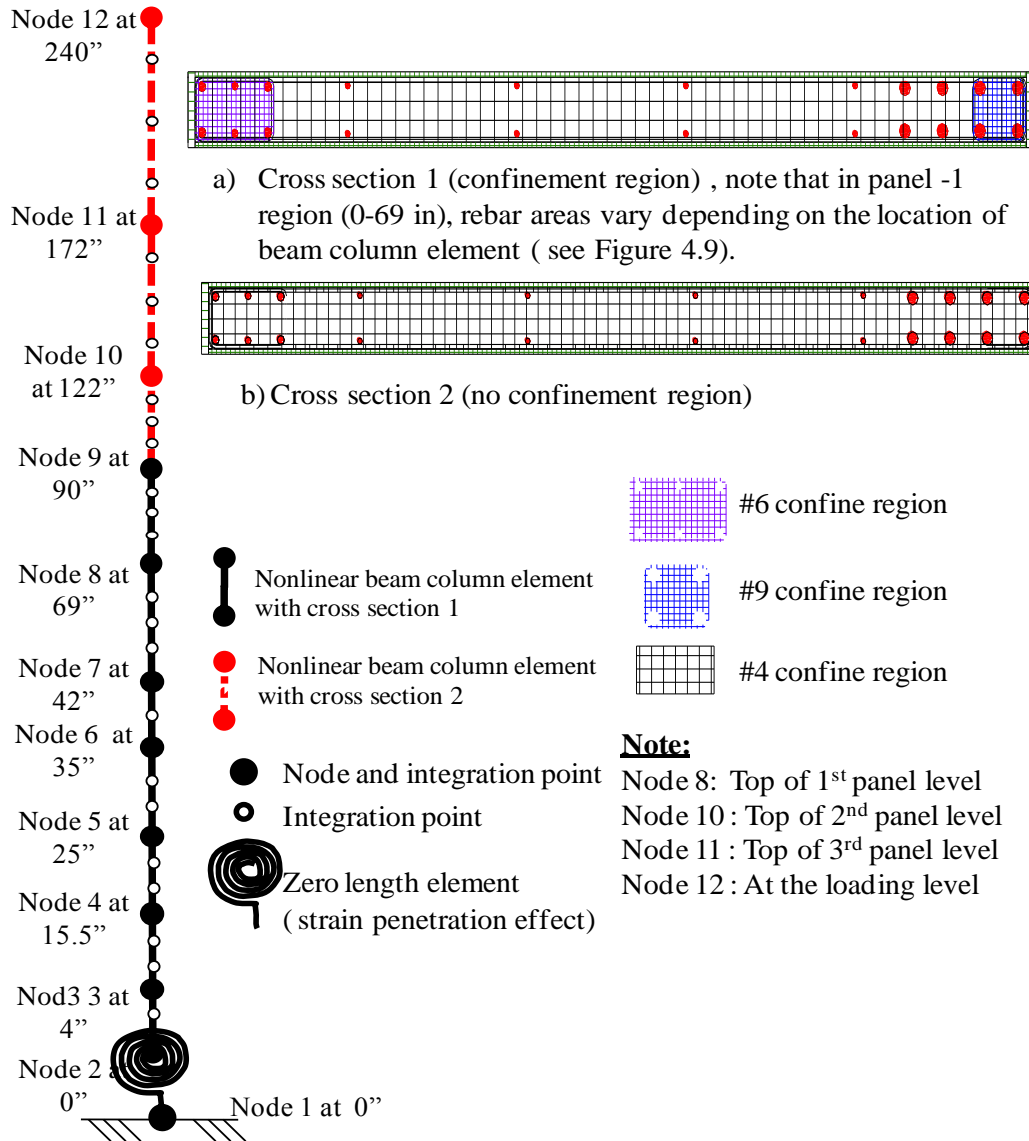 Node 12 at
240”
Node 11 at
172”
Node 10
at 122”
Node 9 at
90”
Node 8 at
69”
Node 7 at
42”
Node 6 at
35”
Node 5 at
25”
Node 4 at
15.5”
Nod3 3 at
4”
Node 2 at
0”
Node 1 at 0”
a) Cross section 1 (confinement region) , note that in panel -1
region (0-69 in), rebar areas vary depending on the location of
beam column element ( see Figure 4.9).
b) Cross section 2 (no confinement region)
Nonlinear beam column element
with cross section 1
Nonlinear beam column element
with cross section 2
Node and integration point
Integration point
Zero length element
( strain penetration effect)
#6 confine region
#9 confine region
#4 confine region
Note:
Node 8: Top of 1st panel level
Node 10 : Top of 2nd panel level
Node 11 : Top of 3rd panel level
Node 12 : At the loading level